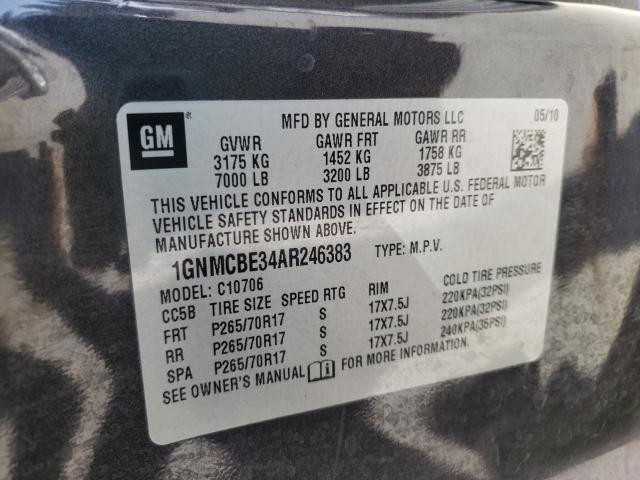 MFD BY GENERAL MOTORS LLC 05/10
GM
GVWR GAWR FRT GAWR RR
3175 KG 1452 KG 1758 KG
7000 LB 3200 LB 3875 LB
THIS VEHICLE CONFORMS TO ALL APPLICABLE U.S. FEDERAL MOTOR
VEHICLE SAFETY STANDARDS IN EFFECT ON THE DATE OF
MANUFACTURE SHOWN ABOVE.
1GNMCBE34AR246383 TYPE: M.P.V.
MODEL: C10706
CC5B TIRE SIZE SPEED RTG RIM COLD TIRE PRESSURE
FRT P265/70R17 S 17X7.5J 220KPA(32PSI)
RR P265/70R17 S 17X7.5J 220KPA(32PSI)
SPA P265/70R17 S 17X7.5J 240KPA(35PSI)
SEE OWNER'S MANUAL FOR MORE INFORMATION.